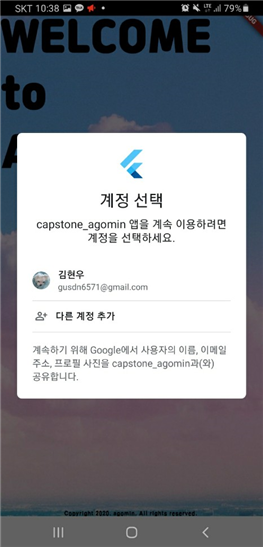 SKT 10:38
LTE 79%
WELCOME
to
A
계정 선택
capstone_agomin 앱을 계속 이용하려면
계정을 선택하세요.
김현우
gusdn6571@gmail.com
다른 계정 추가
계속하기 위해 Google에서 사용자의 이름, 이메일
주소, 프로필 사진을 capstone_agomin과(와)
공유합니다.
Copyright 2020. agomin. All rights reserved.